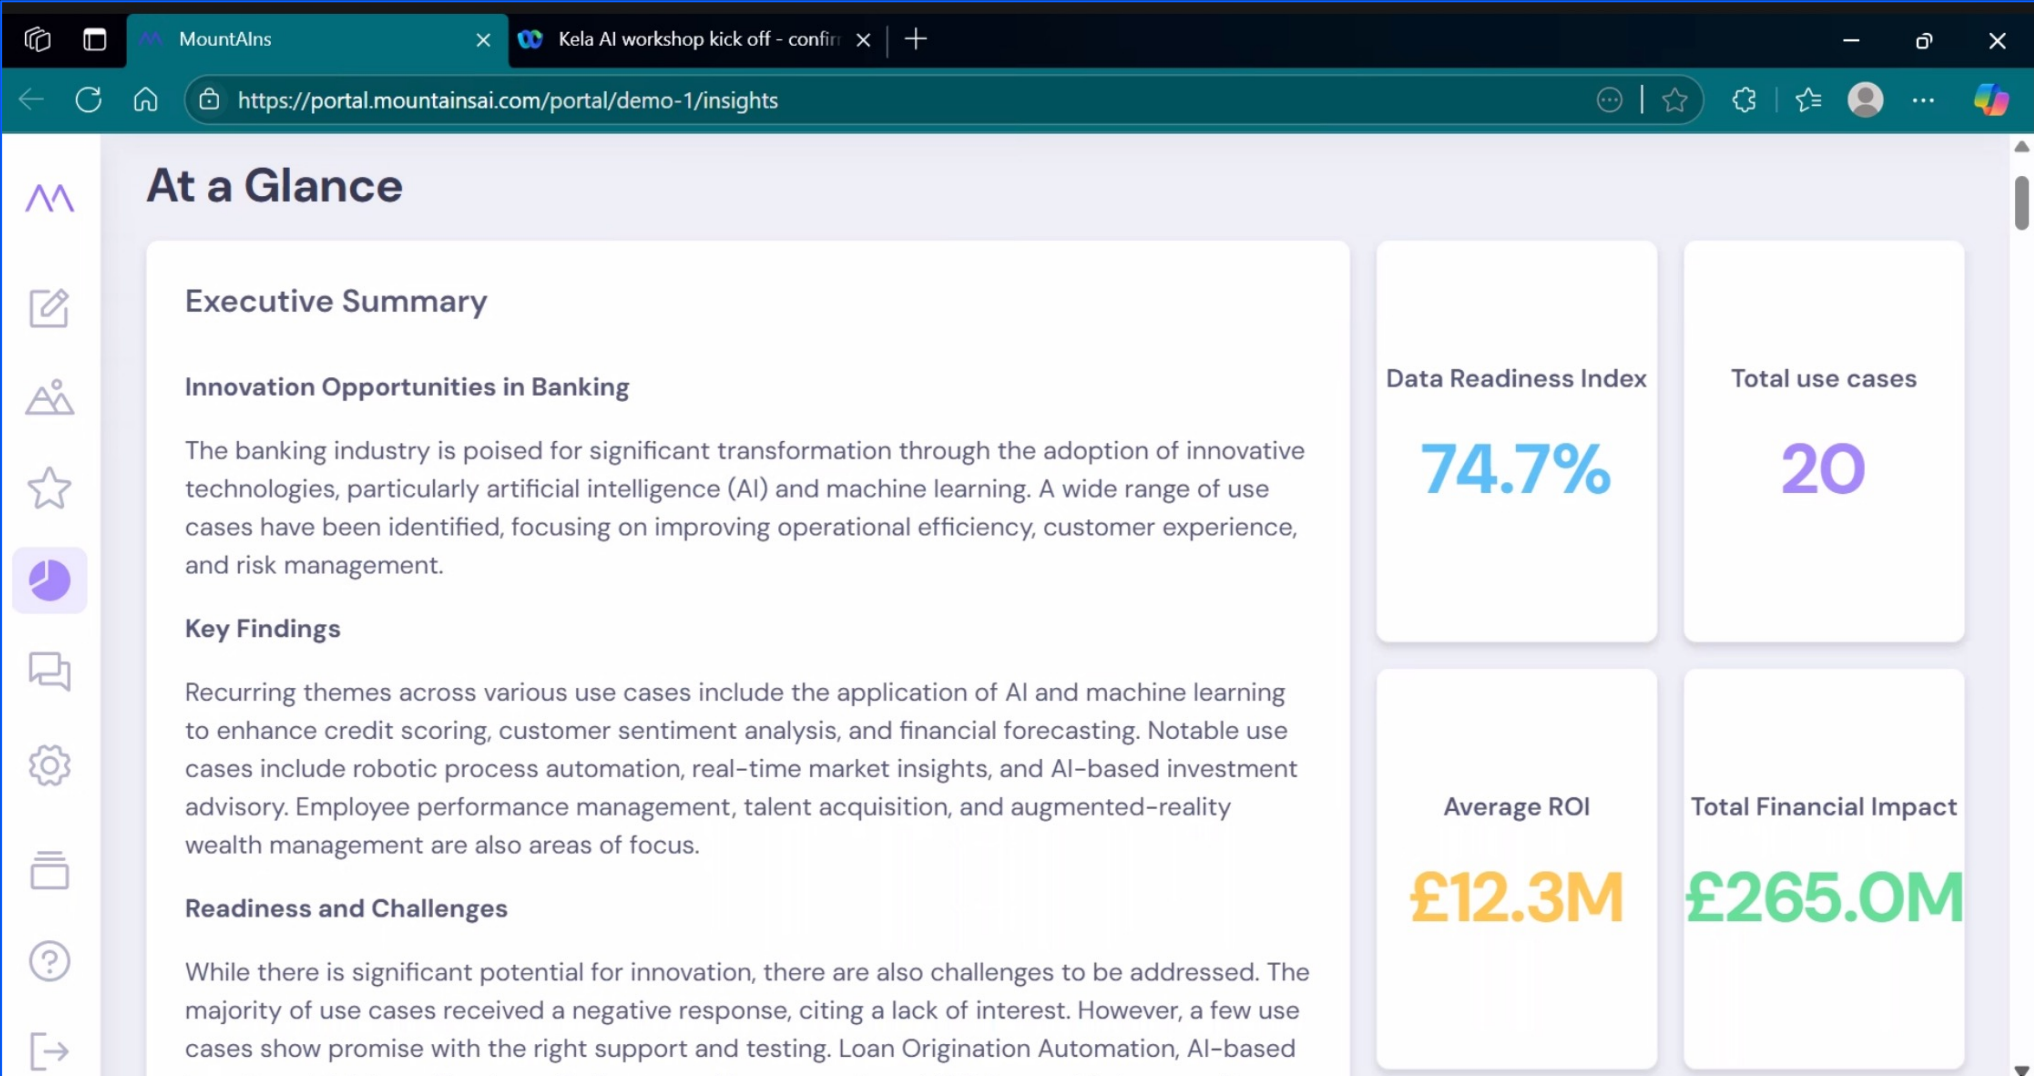 MountAIns
Kela AI workshop kick off - confirr
https://portal.mountainsai.com/portal/demo-1/insights
At a Glance
Executive Summary
Innovation Opportunities in Banking
The banking industry is poised for significant transformation through the adoption of innovative
technologies, particularly artificial intelligence (AI) and machine learning. A wide range of use
cases have been identified, focusing on improving operational efficiency, customer experience,
and risk management.
Key Findings
Recurring themes across various use cases include the application of AI and machine learning
to enhance credit scoring, customer sentiment analysis, and financial forecasting. Notable use
cases include robotic process automation, real-time market insights, and AI-based investment
advisory. Employee performance management, talent acquisition, and augmented-reality
wealth management are also areas of focus.
Readiness and Challenges
While there is significant potential for innovation, there are also challenges to be addressed. The
majority of use cases received a negative response, citing a lack of interest. However, a few use
cases show promise with the right support and testing. Loan Origination Automation, AI-based
Data Readiness Index
74.7%
Total use cases
20
Average ROI
£12.3M
Total Financial Impact
£265.0M